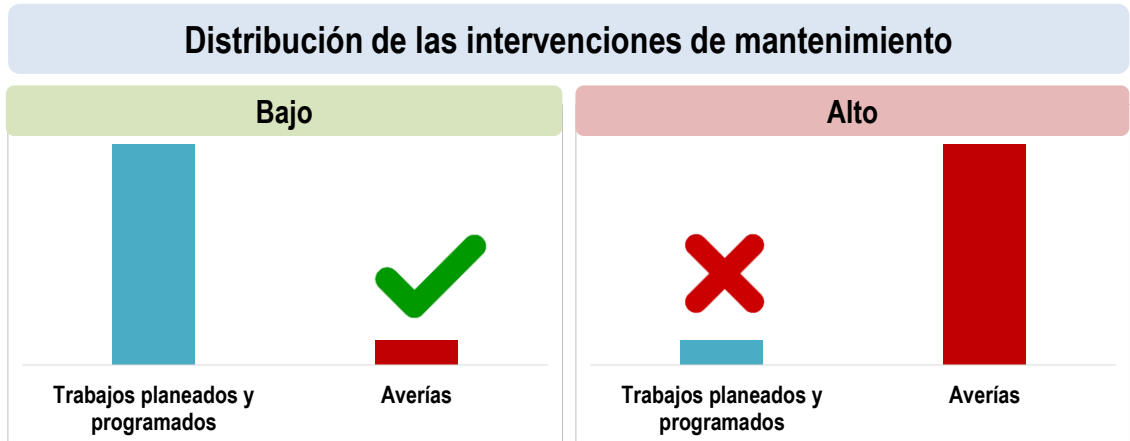 Distribución de las intervenciones de mantenimiento
Bajo
Alto
Trabajos planeados y
programados
Averías
Trabajos planeados y
programados
Averías